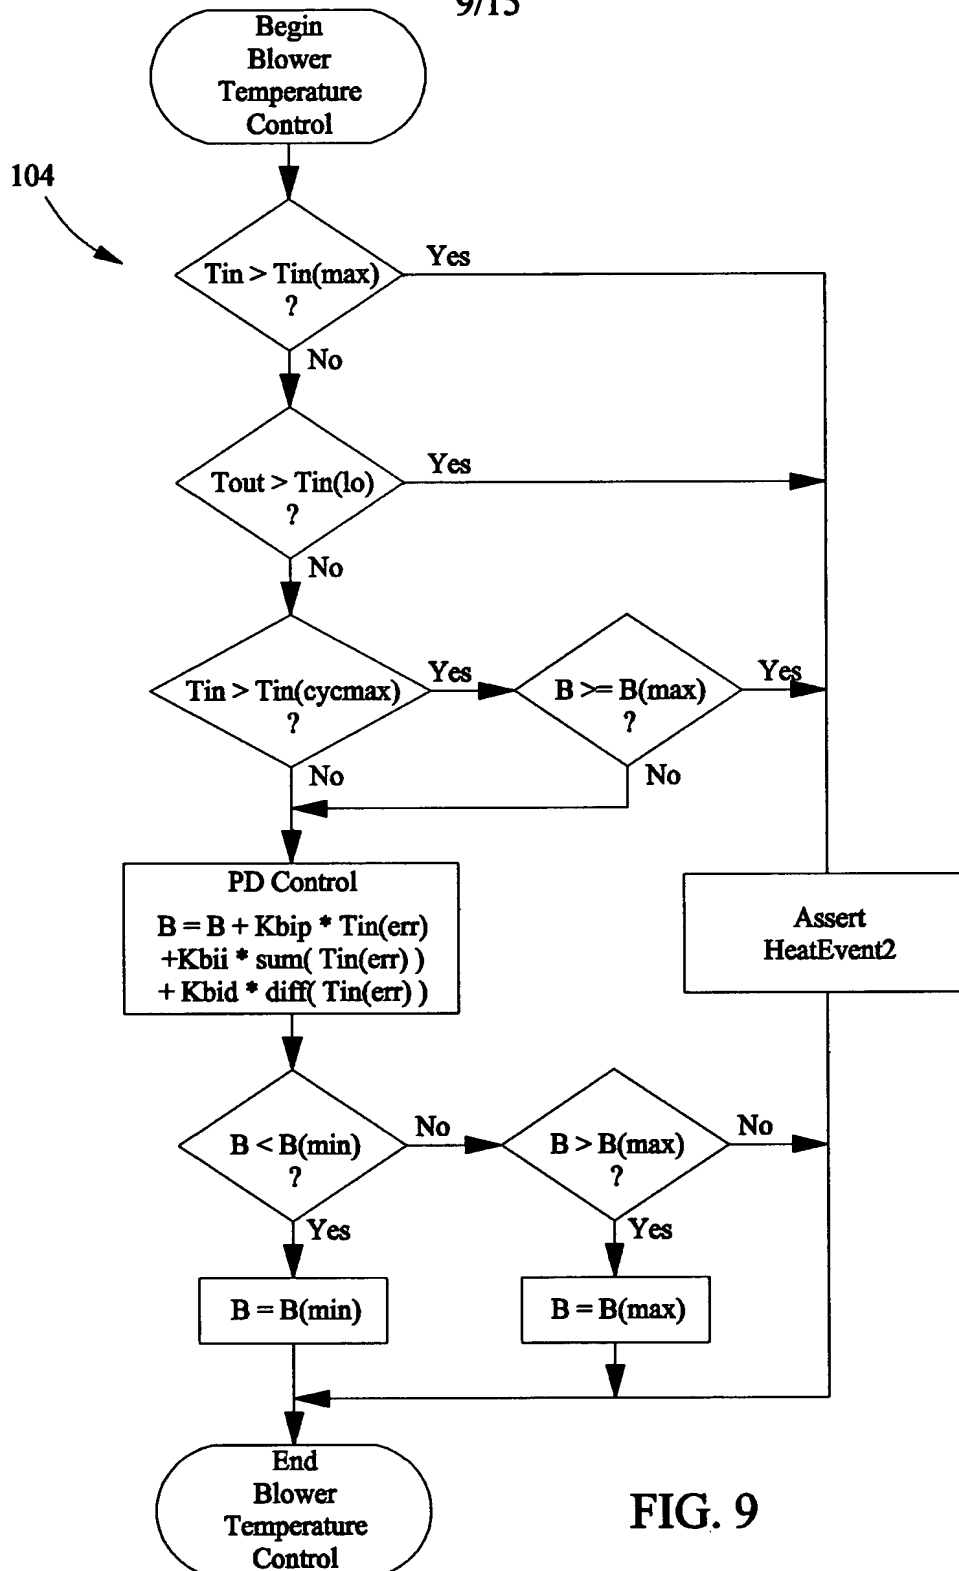 9/15
Begin
Blower
Temperature
Control
104
Tin > Tin(max)
?
Yes
No
Tout > Tin(lo)
?
Yes
No
Tin > Tin(cycmax)
?
Yes
B >= B(max)
?
Yes
No
No
PD Control
B = B + Kbip * Tin(err)
+Kbii * sum( Tin(err) )
+ Kbid * diff( Tin(err) )
Assert
HeatEvent2
B < B(min)
?
No
B > B(max)
?
No
Yes
Yes
B = B(min)
B = B(max)
End
Blower
Temperature
Control
FIG. 9